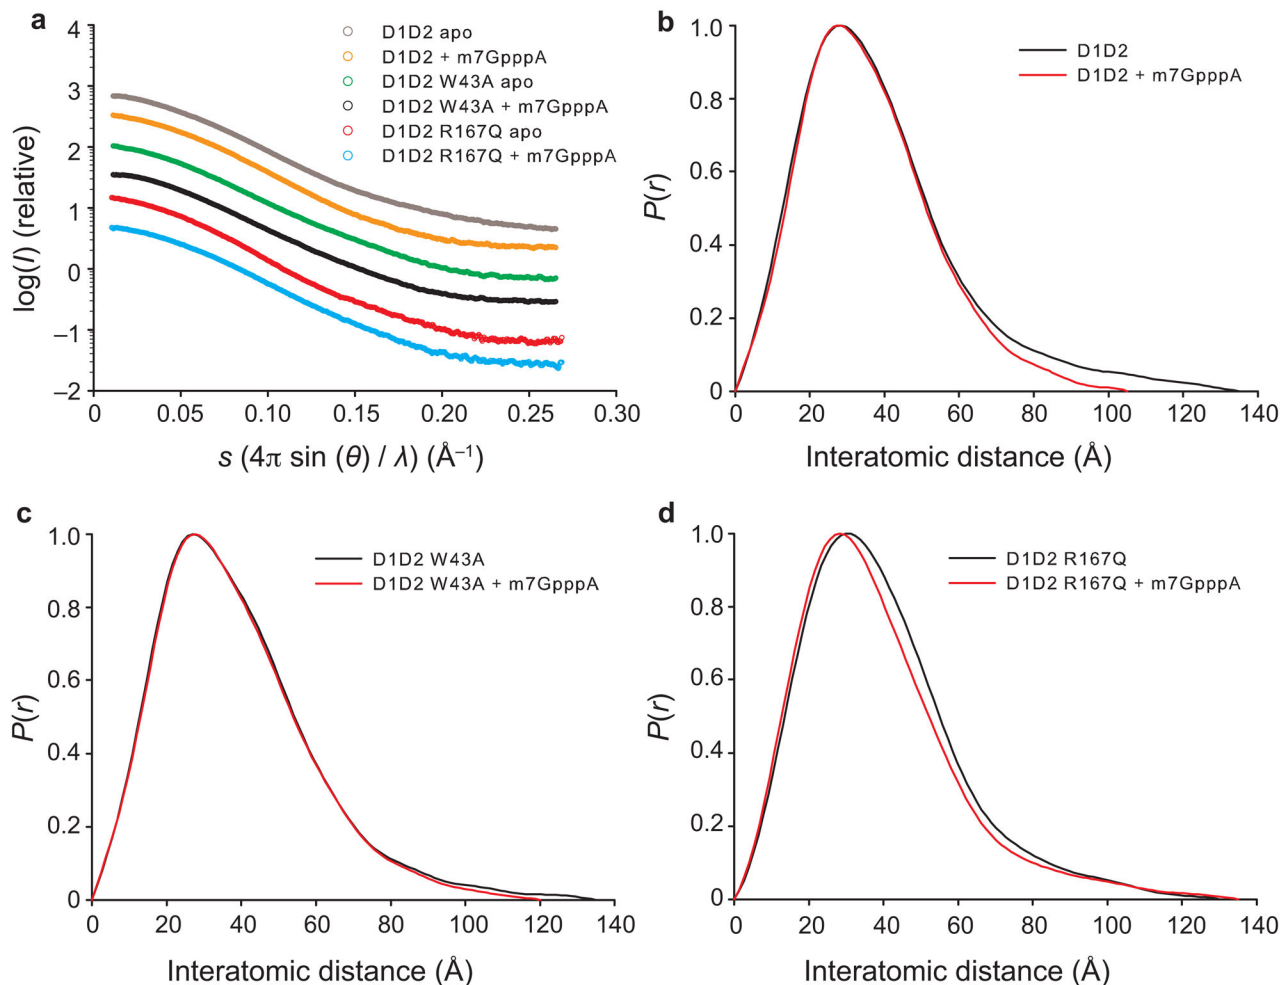 a
4
3
2
1
0
–1
–2
log(I) (relative)
D1D2 apo
D1D2 + m7GpppA
D1D2 W43A apo
D1D2 W43A + m7GpppA
D1D2 R167Q apo
D1D2 R167Q + m7GpppA
0 0.05 0.10 0.15 0.20 0.25 0.30
s (4π sin (θ) / λ) (Å–1)
b
1.0
0.8
0.6
0.4
0.2
0
P(r)
D1D2
D1D2 + m7GpppA
0 20 40 60 80 100 120 140
Interatomic distance (Å)
c
1.0
0.8
0.6
0.4
0.2
0
P(r)
D1D2 W43A
D1D2 W43A + m7GpppA
0 20 40 60 80 100 120 140
Interatomic distance (Å)
d
1.0
0.8
0.6
0.4
0.2
0
P(r)
D1D2 R167Q
D1D2 R167Q + m7GpppA
0 20 40 60 80 100 120 140
Interatomic distance (Å)